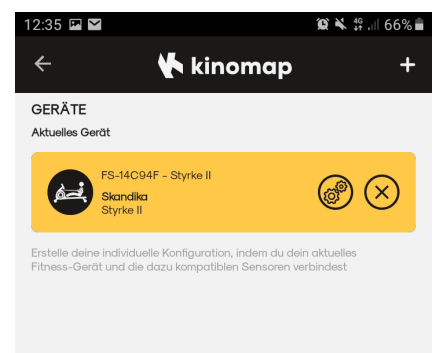 12:35 4G 66%
kinomap
GERÄTE
Aktuelles Gerät
FS-14C94F - Styrke II
Skandika
Styrke II
Erstelle deine individuelle Konfiguration, indem du dein aktuelles
Fitness-Gerät und die dazu kompatiblen Sensoren verbindest